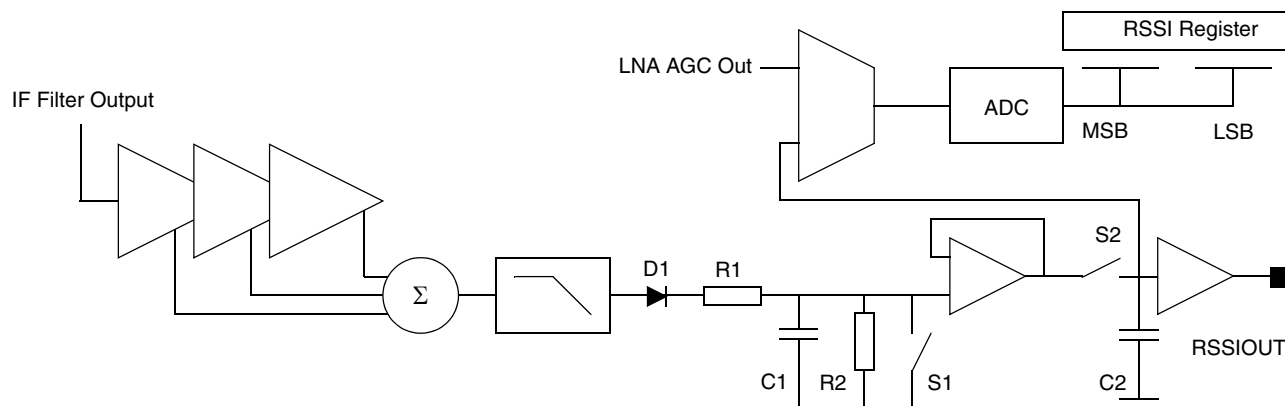 RSSI Register
LNA AGC Out
ADC
MSB
LSB
IF Filter Output
S2
D1
R1
Σ
C1
R2
S1
C2
RSSIOUT